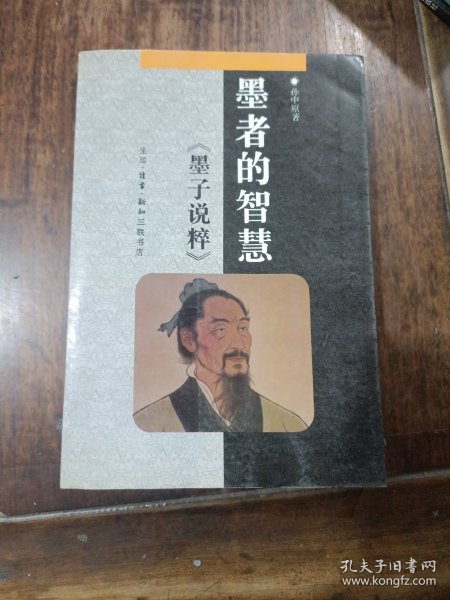 墨者的智慧
孙中原著
《墨子说粹》
生活·读书·新知三联书店
孔夫子旧书网
www.kongfz.com